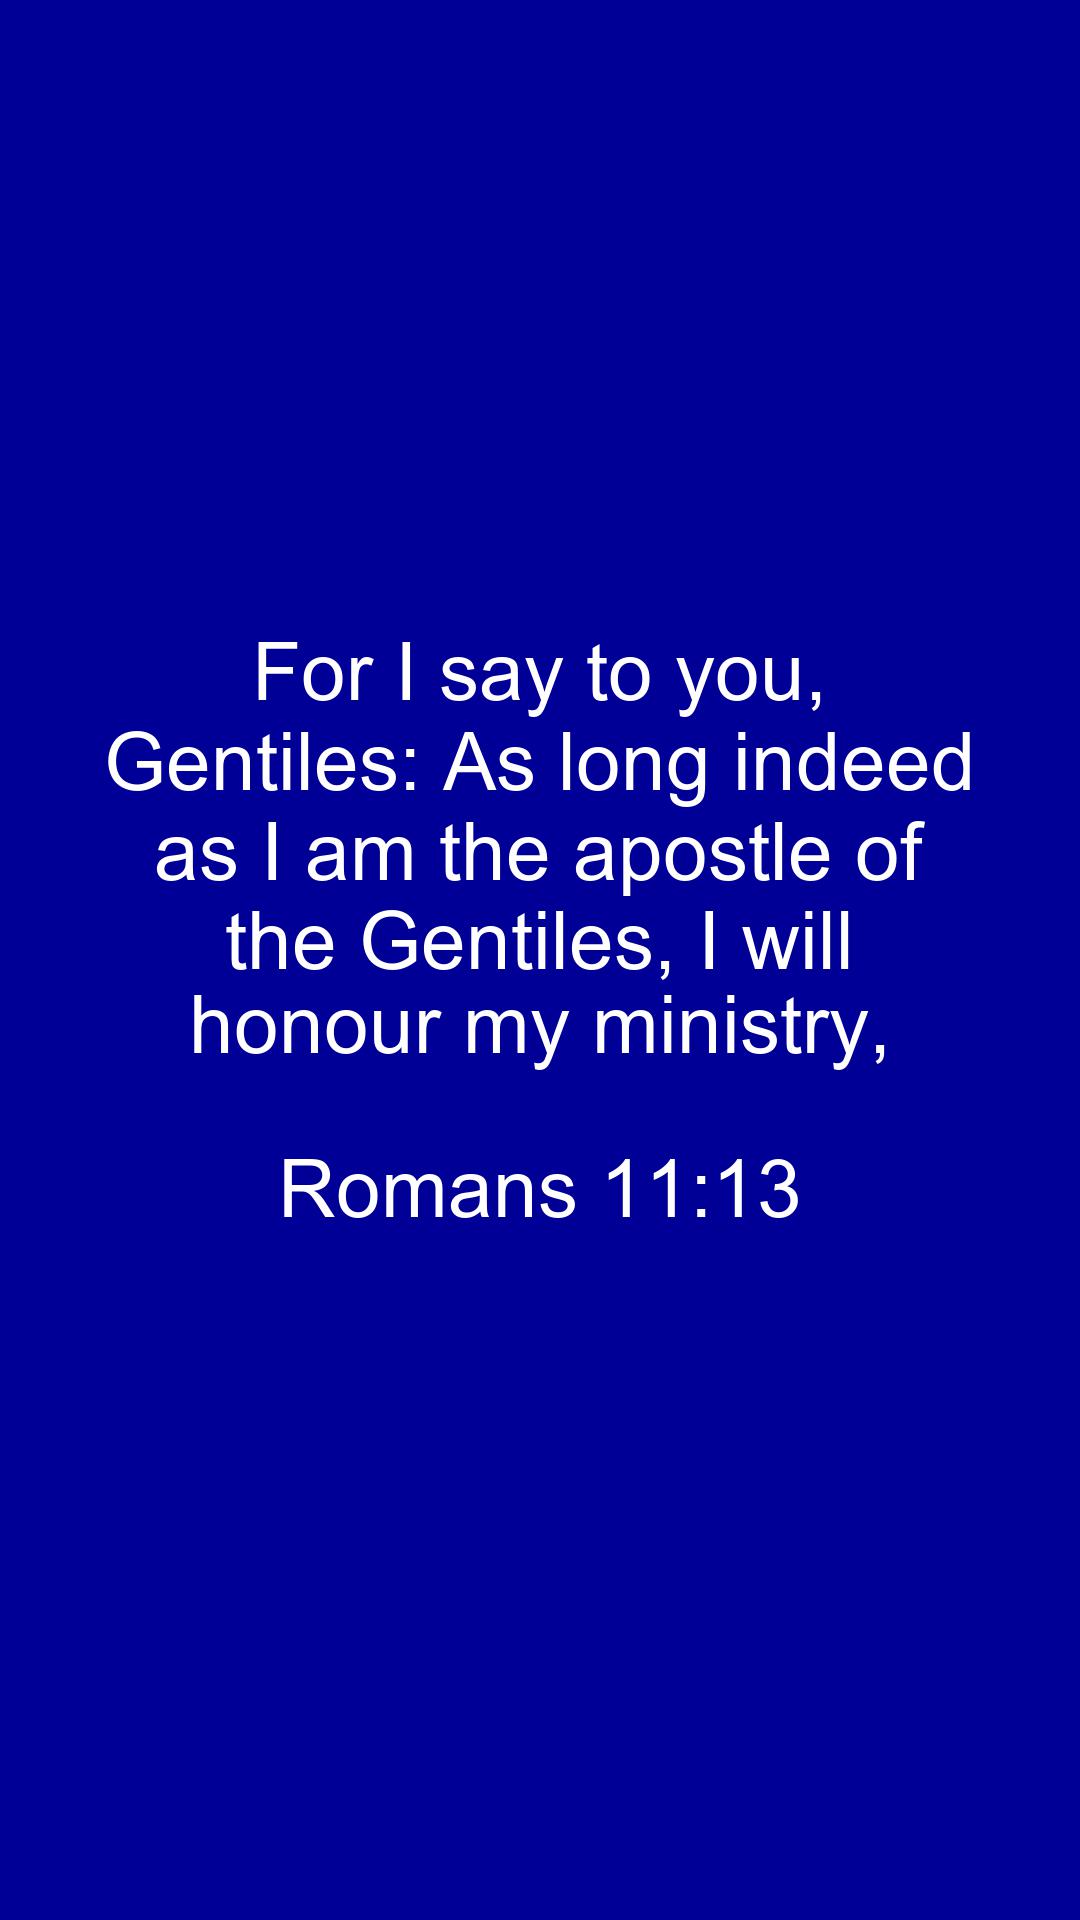 For I say to you,
Gentiles: As long indeed
as I am the apostle of
the Gentiles, I will
honour my ministry,
Romans 11:13